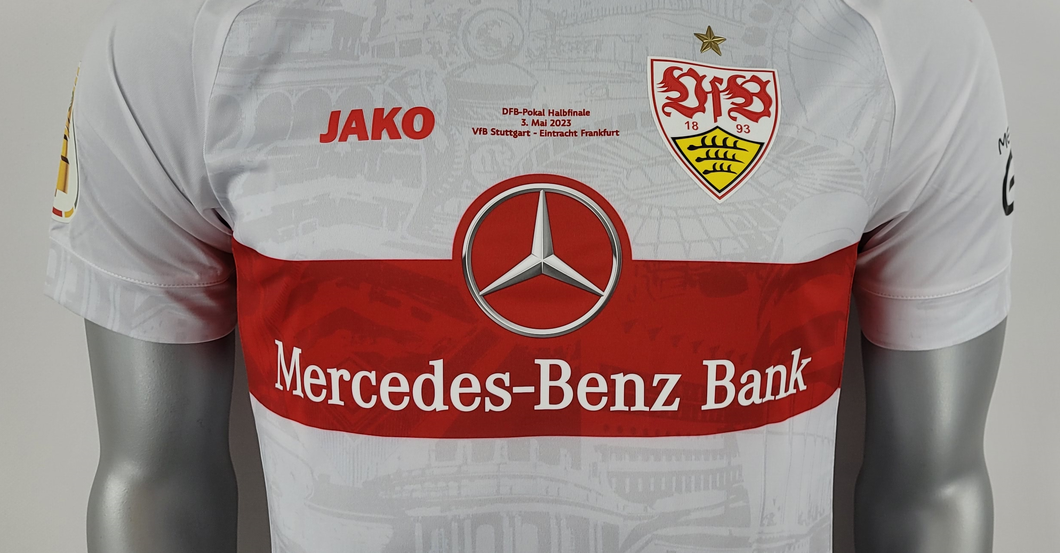 JAKO
DFB-Pokal Halbfinale
3. Mai 2023
VfB Stuttgart - Eintracht Frankfurt
VfB
18 93
Mercedes-Benz Bank